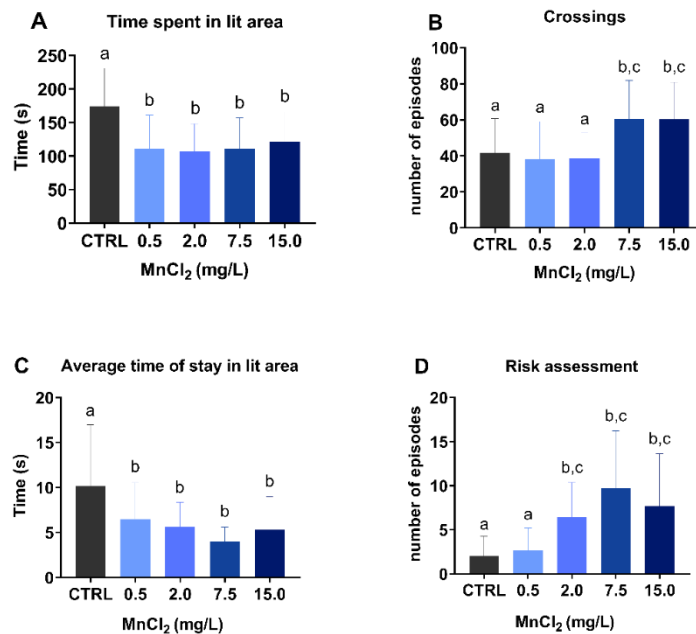 A Time spent in lit area
Time (s)
250
200
150
100
50
0
a b b b b
CTRL 0.5 2.0 7.5 15.0
MnCl₂ (mg/L)
B Crossings
number of episodes
100
80
60
40
20
0
a a a b,c b,c
CTRL 0.5 2.0 7.5 15.0
MnCl₂ (mg/L)
C Average time of stay in lit area
Time (s)
20
15
10
5
0
a b b b b
CTRL 0.5 2.0 7.5 15.0
MnCl₂ (mg/L)
D Risk assessment
number of episodes
20
15
10
5
0
a a b,c b,c b,c
CTRL 0.5 2.0 7.5 15.0
MnCl₂ (mg/L)